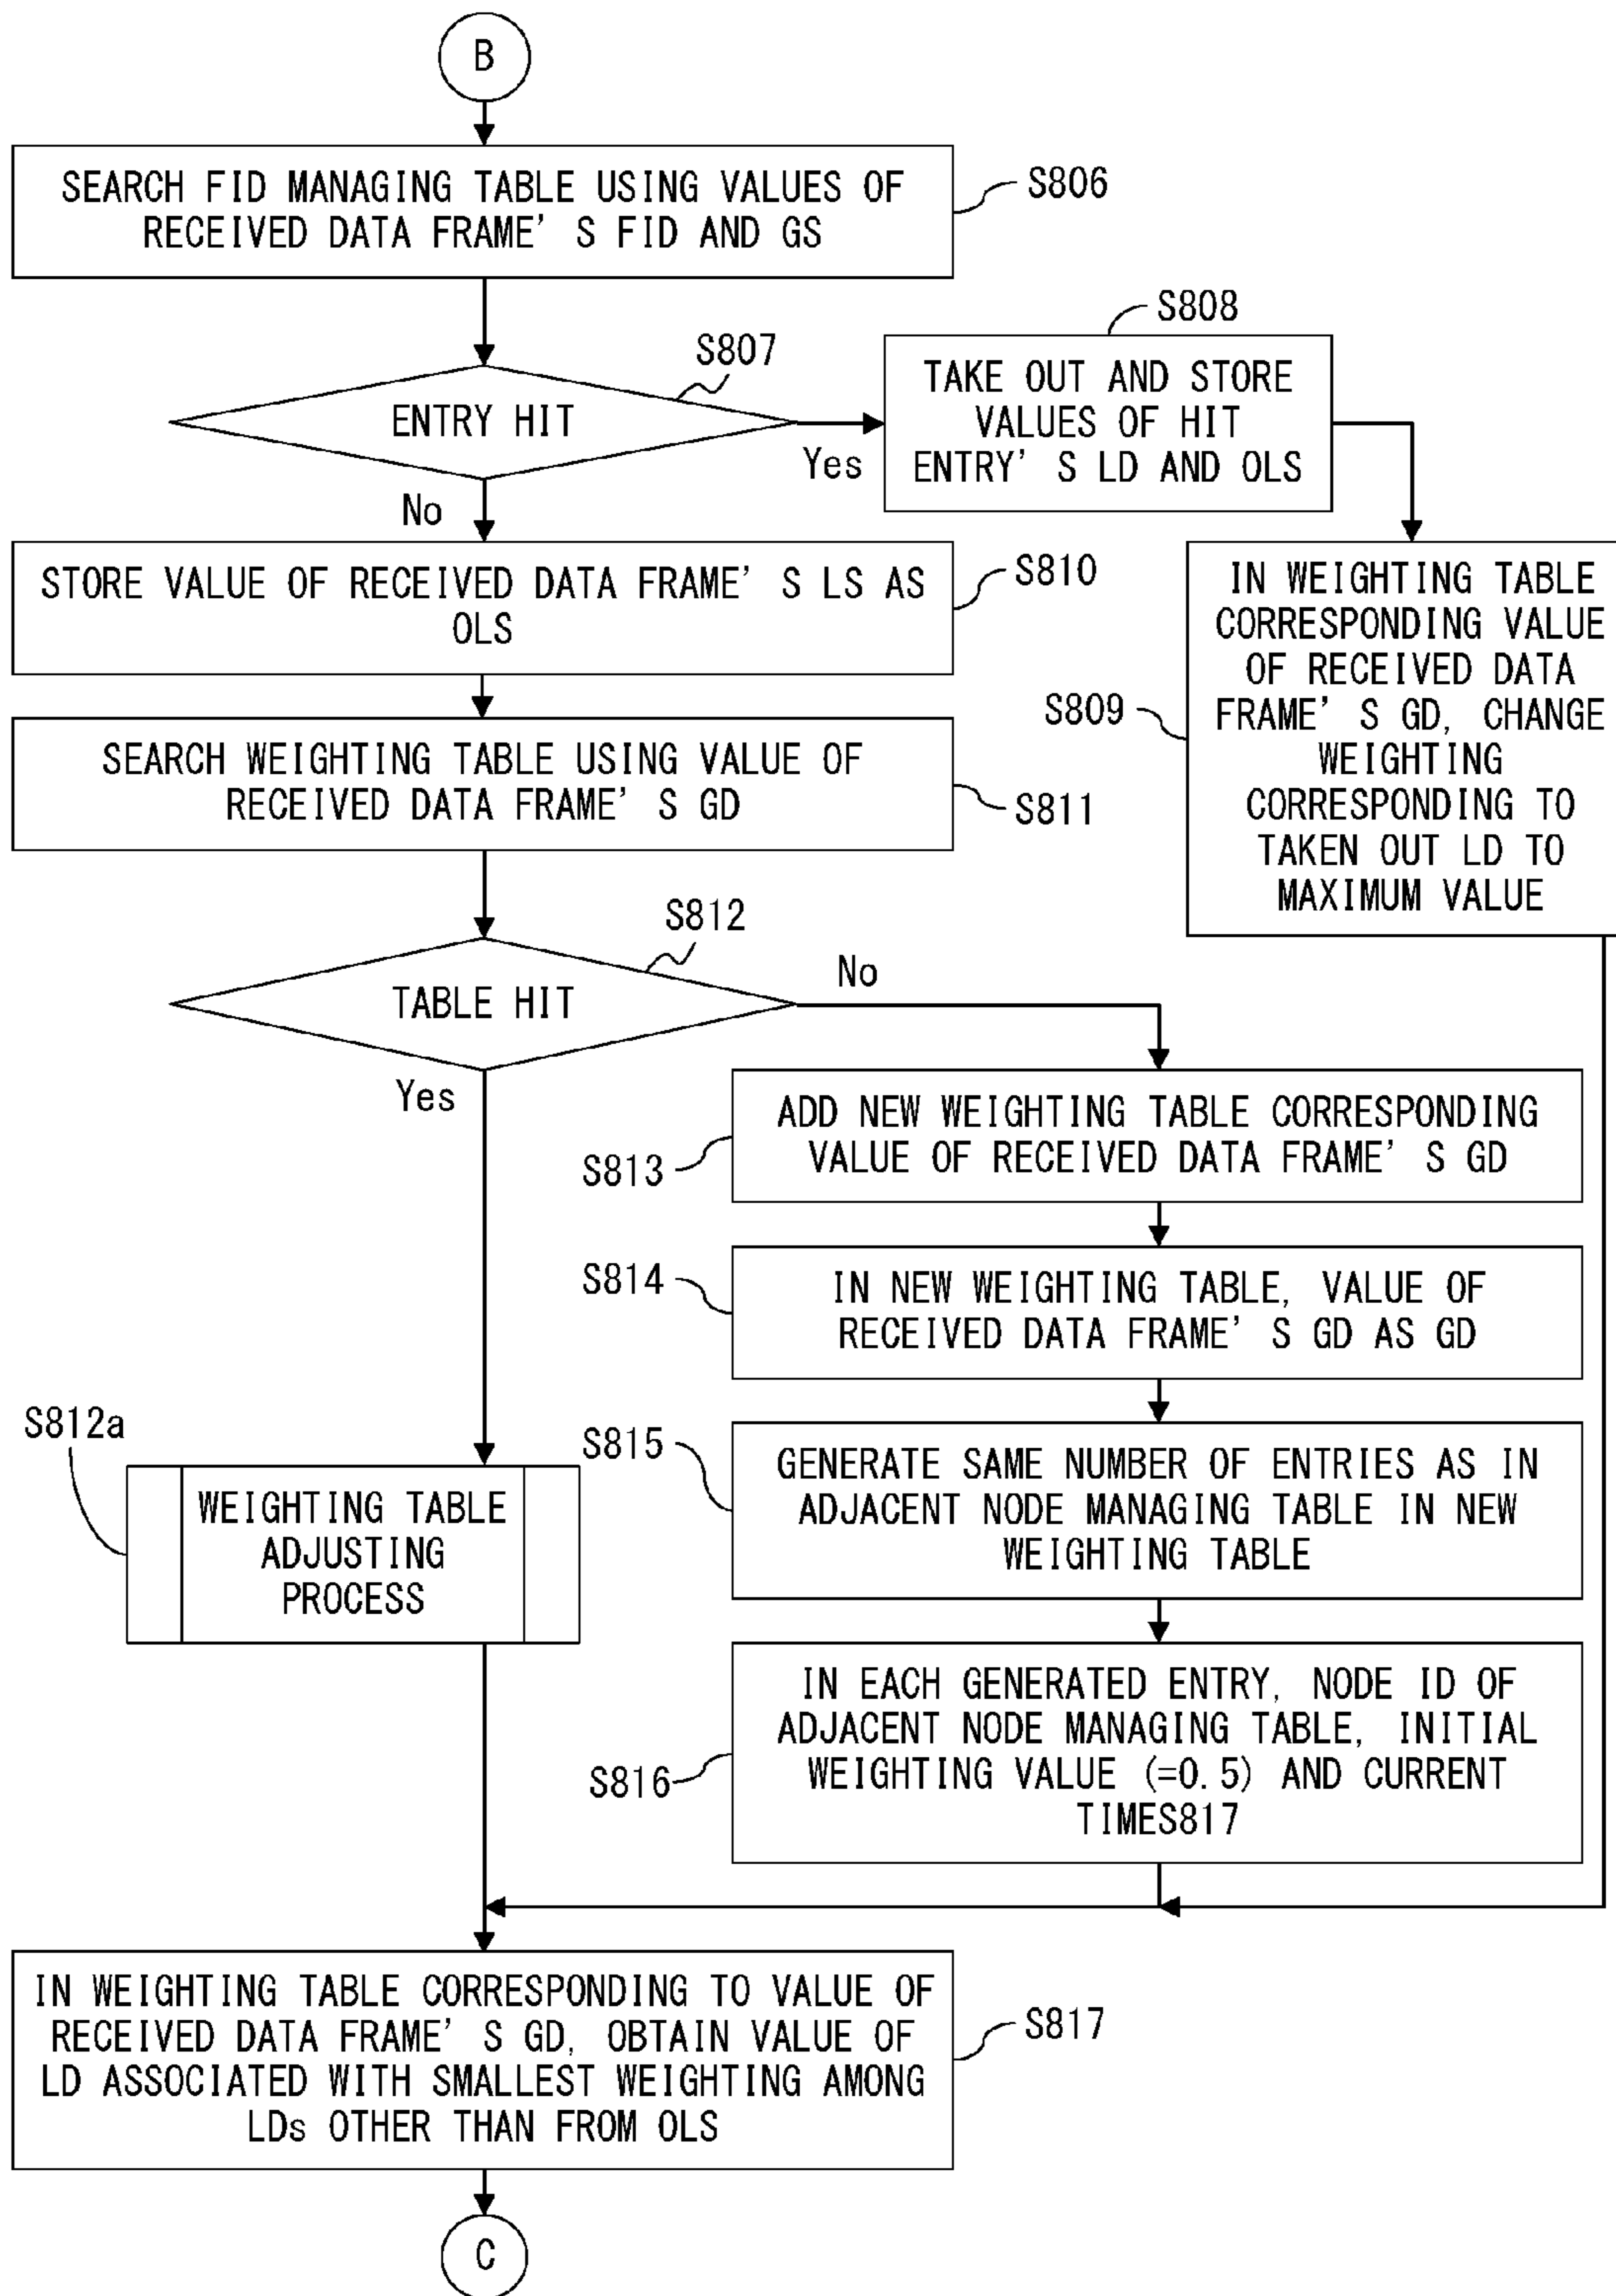 B
SEARCH FID MANAGING TABLE USING VALUES OF
RECEIVED DATA FRAME' S FID AND GS
S806
S808
S807
ENTRY HIT
Yes
No
TAKE OUT AND STORE
VALUES OF HIT
ENTRY' S LD AND OLS
STORE VALUE OF RECEIVED DATA FRAME' S LS AS
OLS
S810
IN WEIGHTING TABLE
CORRESPONDING VALUE
OF RECEIVED DATA
FRAME' S GD, CHANGE
WEIGHTING
CORRESPONDING TO
TAKEN OUT LD TO
MAXIMUM VALUE
S809
SEARCH WEIGHTING TABLE USING VALUE OF
RECEIVED DATA FRAME' S GD
S811
S812
TABLE HIT
No
Yes
ADD NEW WEIGHTING TABLE CORRESPONDING
VALUE OF RECEIVED DATA FRAME' S GD
S813
S814
IN NEW WEIGHTING TABLE, VALUE OF
RECEIVED DATA FRAME' S GD AS GD
S812a
WEIGHTING TABLE
ADJUSTING
PROCESS
S815
GENERATE SAME NUMBER OF ENTRIES AS IN
ADJACENT NODE MANAGING TABLE IN NEW
WEIGHTING TABLE
IN EACH GENERATED ENTRY, NODE ID OF
ADJACENT NODE MANAGING TABLE, INITIAL
WEIGHTING VALUE (=0.5) AND CURRENT
TIMES817
S816
IN WEIGHTING TABLE CORRESPONDING TO VALUE OF
RECEIVED DATA FRAME' S GD, OBTAIN VALUE OF
LD ASSOCIATED WITH SMALLEST WEIGHTING AMONG
LDs OTHER THAN FROM OLS
S817
C